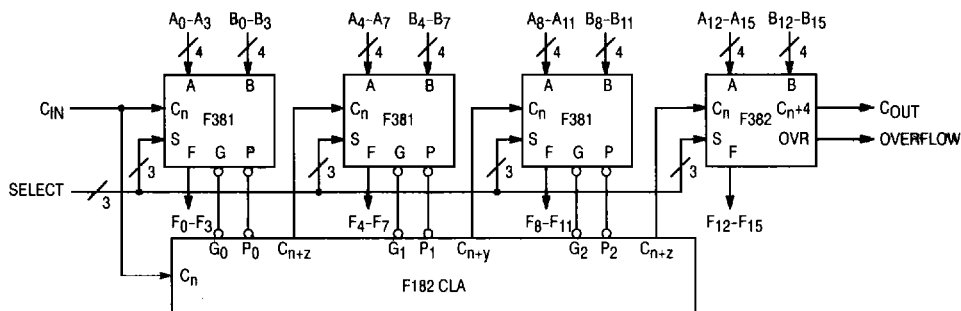 A0–A3 B0–B3 A4–A7 B4–B7 A8–A11 B8–B11 A12–A15 B12–B15
4 4 4 4 4 4 4 4
A B A B A B A B
CIN Cn F381 Cn F381 Cn F381 Cn F382 Cn+4 COUT
S S S S OVR OVERFLOW
F G P F G P F G P F
SELECT 3 3 3 3 3
F0–F3 F4–F7 F8–F11 F12–F15
G0 P0 Cn+z G1 P1 Cn+y G2 P2 Cn+z
Cn F182 CLA